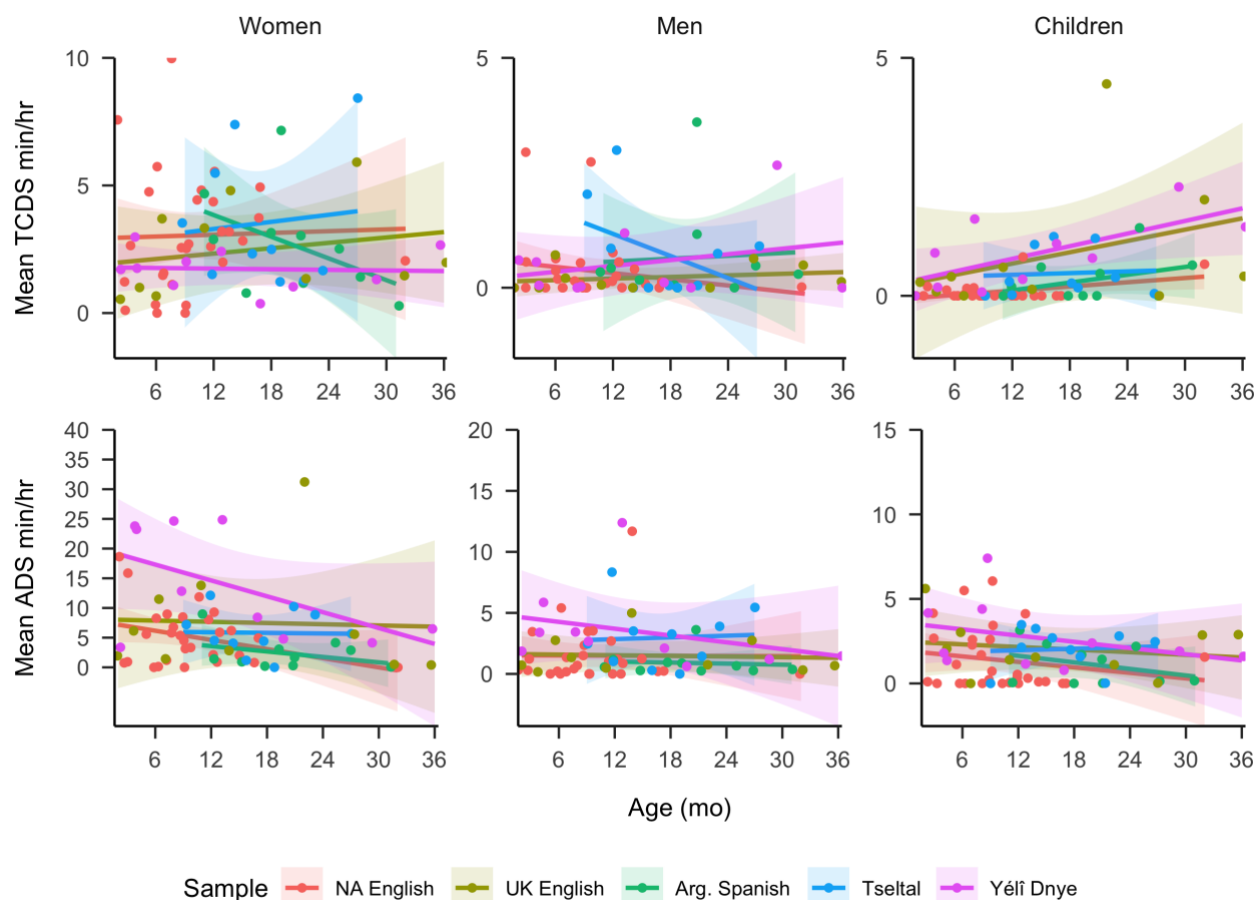 Women Men Children
Mean TCDS min/hr
10 5 5
5
0 0 0
6 12 18 24 30 36 6 12 18 24 30 36 6 12 18 24 30 36
Mean ADS min/hr
40 20 15
35
30 15
25 10
20 10
15
10 5 5
5
0 0 0
6 12 18 24 30 36 6 12 18 24 30 36 6 12 18 24 30 36
Age (mo)
Sample NA English UK English Arg. Spanish Tseltal Yélî Dnye